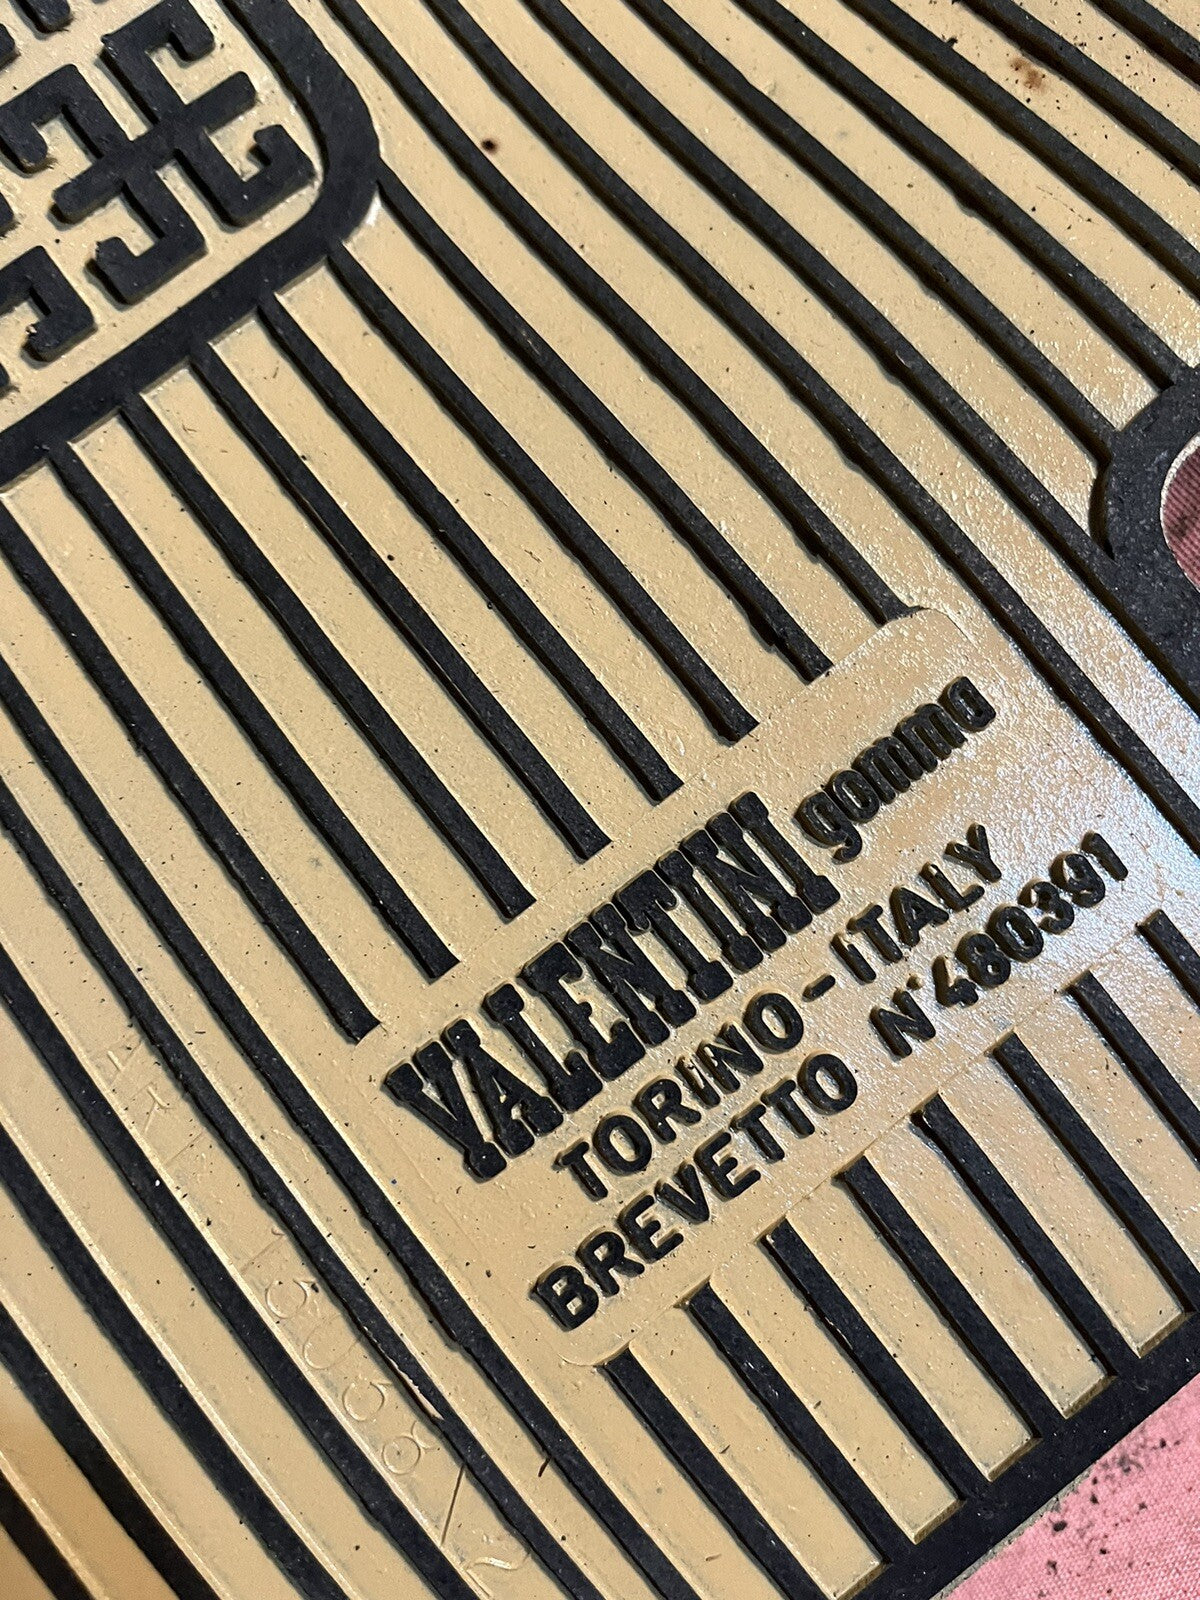 VALENTINI gomma
TORINO-ITALY
BREVETTO N°480391